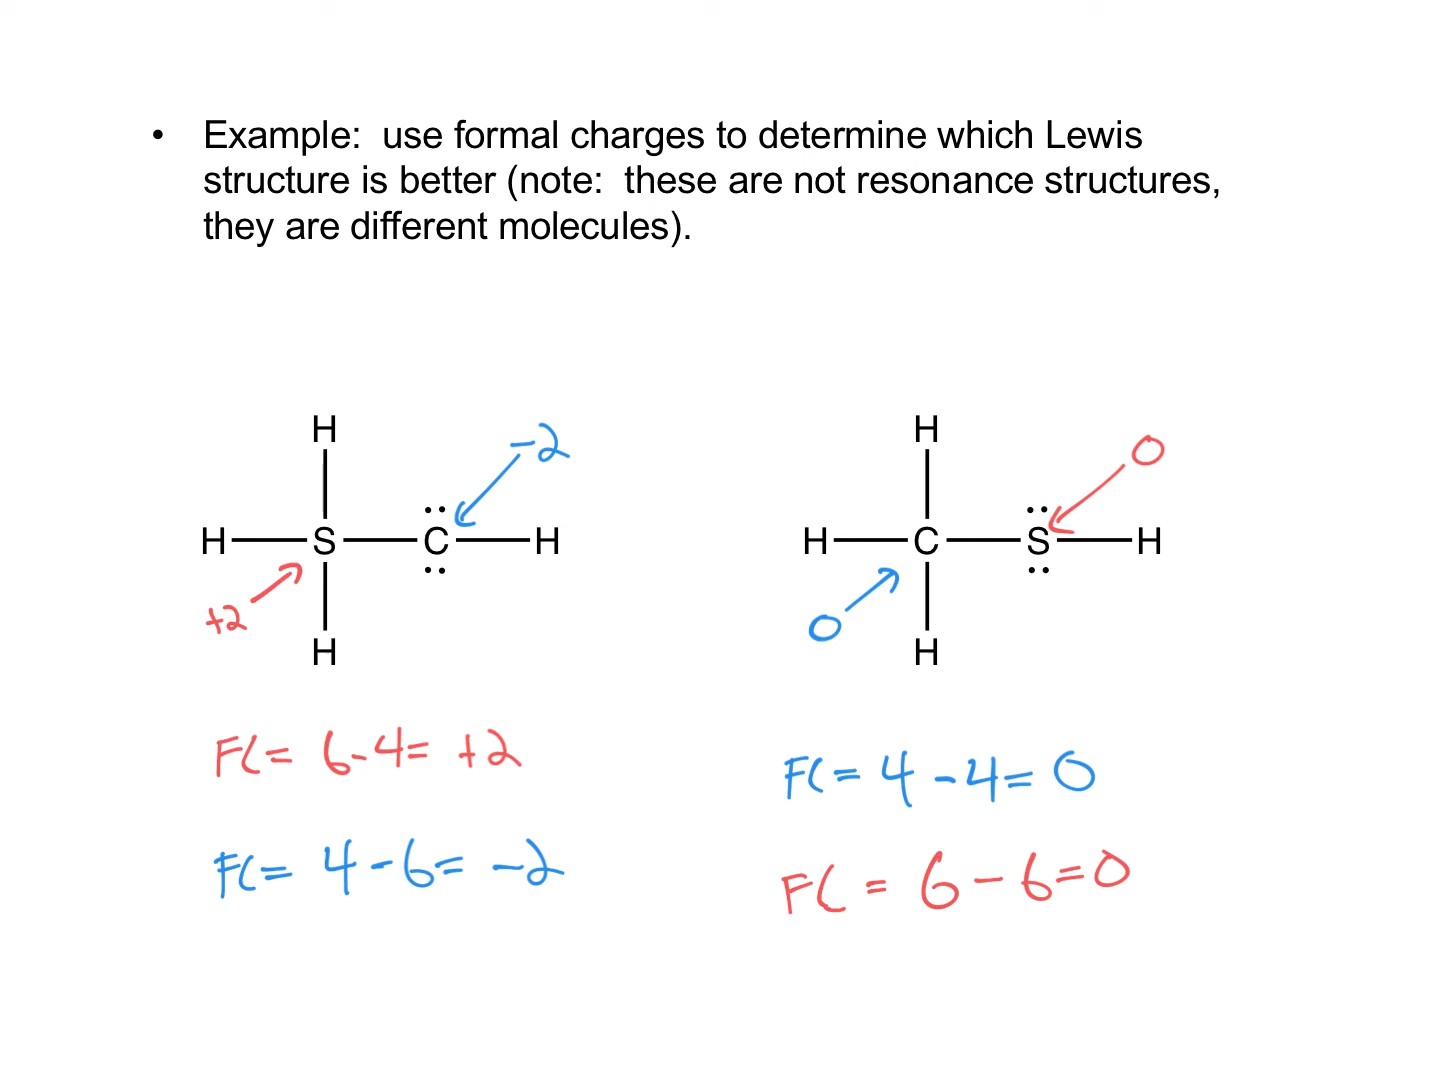 • Example: use formal charges to determine which Lewis
structure is better (note: these are not resonance structures,
they are different molecules).
H -2
H S C H
+2
H
FC = 6 - 4 = +2
FC = 4 - 6 = -2
H 0
H C S H
0
H
FC = 4 - 4 = 0
FC = 6 - 6 = 0